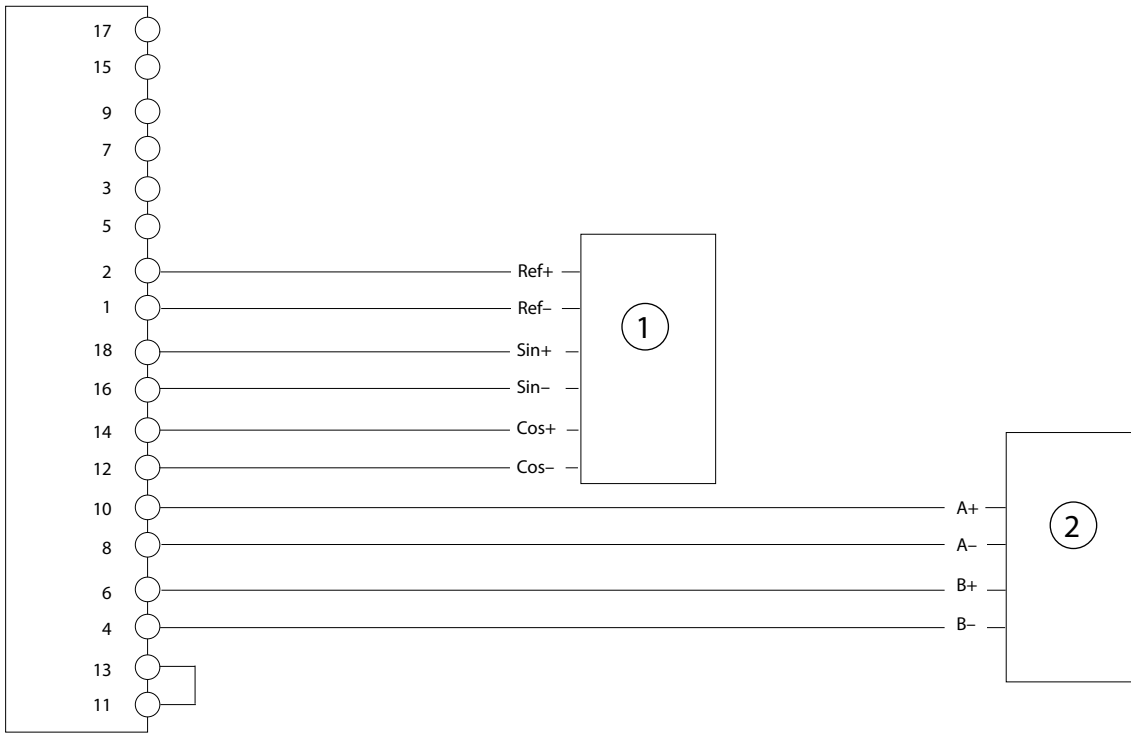 17
15
9
7
3
5
2 Ref+
1 Ref–
1
18 Sin+
16 Sin–
14 Cos+
12 Cos–
10 A+
2
8 A–
6 B+
4 B–
13
11